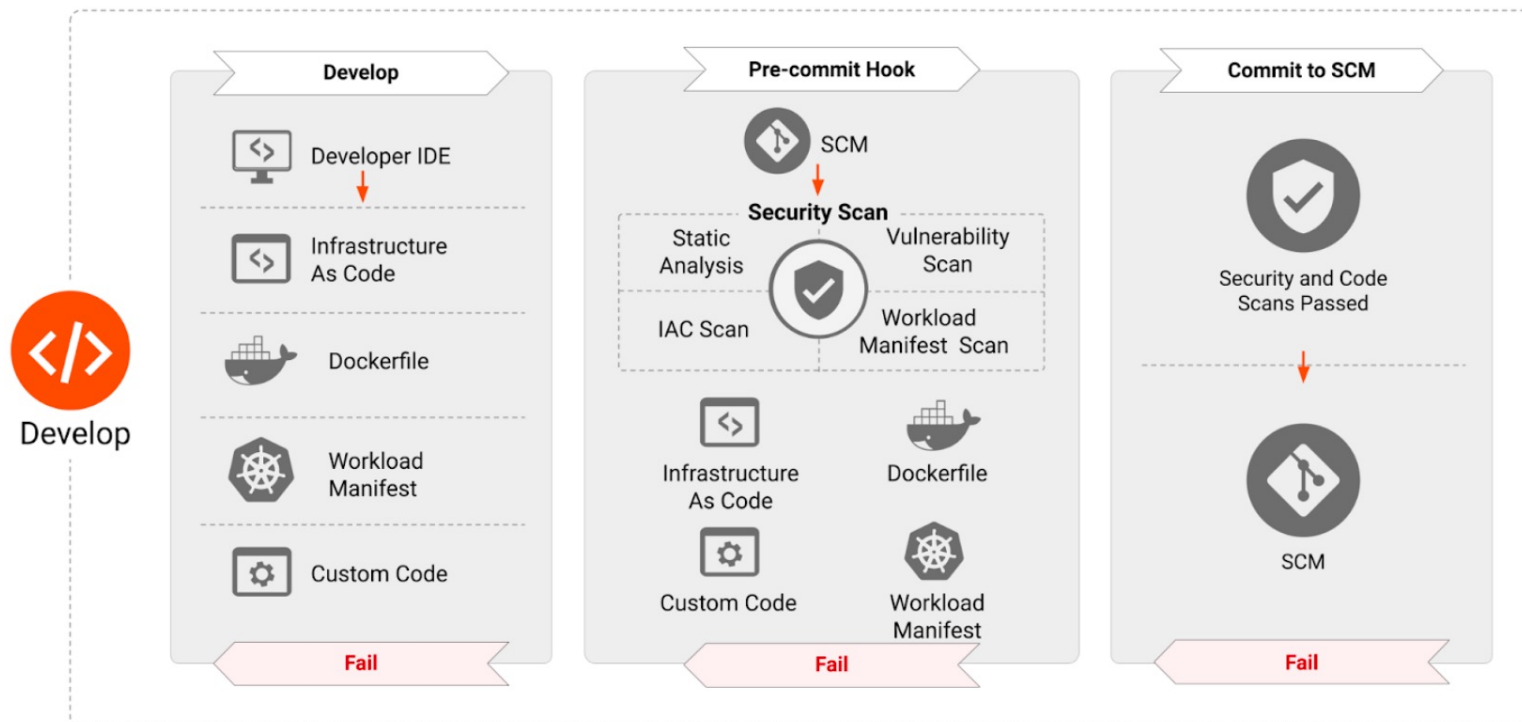 Develop
Develop
Developer IDE
Infrastructure
As Code
Dockerfile
Workload
Manifest
Custom Code
Fail
Pre-commit Hook
SCM
Security Scan
Static
Analysis
Vulnerability
Scan
IAC Scan
Workload
Manifest Scan
Infrastructure
As Code
Dockerfile
Custom Code
Workload
Manifest
Fail
Commit to SCM
Security and Code
Scans Passed
SCM
Fail